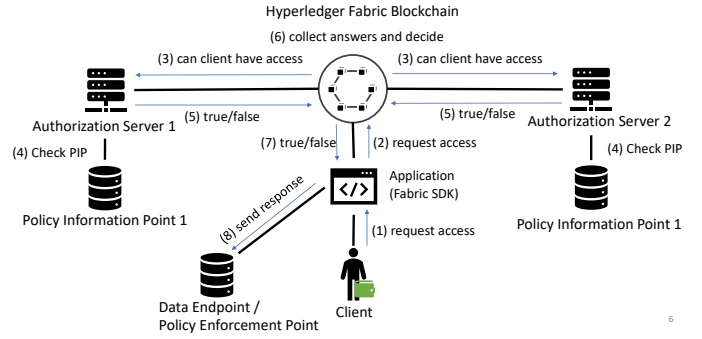 Hyperledger Fabric Blockchain
(6) collect answers and decide
(3) can client have access
(3) can client have access
(5) true/false
(5) true/false
Authorization Server 1
Authorization Server 2
(7) true/false
(2) request access
(4) Check PIP
(4) Check PIP
</>
Application
(Fabric SDK)
Policy Information Point 1
Policy Information Point 1
(8) send response
(1) request access
Data Endpoint /
Policy Enforcement Point
Client
6